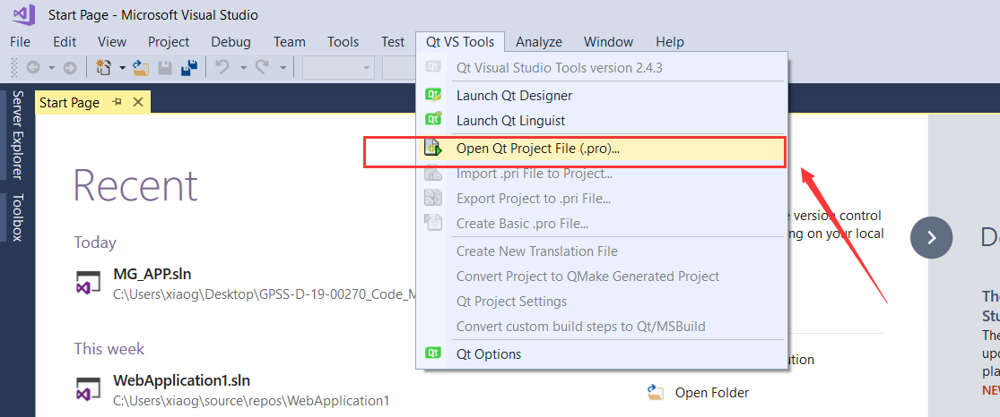 Start Page - Microsoft Visual Studio
File Edit View Project Debug Team Tools Test Qt VS Tools Analyze Window Help
Server Explorer
Toolbox
Start Page
Recent
Today
MG_APP.sln
C:\Users\xiaog\Desktop\GPSS-D-19-00270_Code_M
This week
WebApplication1.sln
C:\Users\xiaog\source\repos\WebApplication1
Qt Visual Studio Tools version 2.4.3
Launch Qt Designer
Launch Qt Linguist
Open Qt Project File (.pro)...
Import .pri File to Project...
Export Project to .pri File...
Create Basic .pro File...
Create New Translation File
Convert Project to QMake Generated Project
Qt Project Settings
Convert custom build steps to Qt/MSBuild
Qt Options
version control
on your local
Open Folder
The
Stu
The
upd
pla
NEW